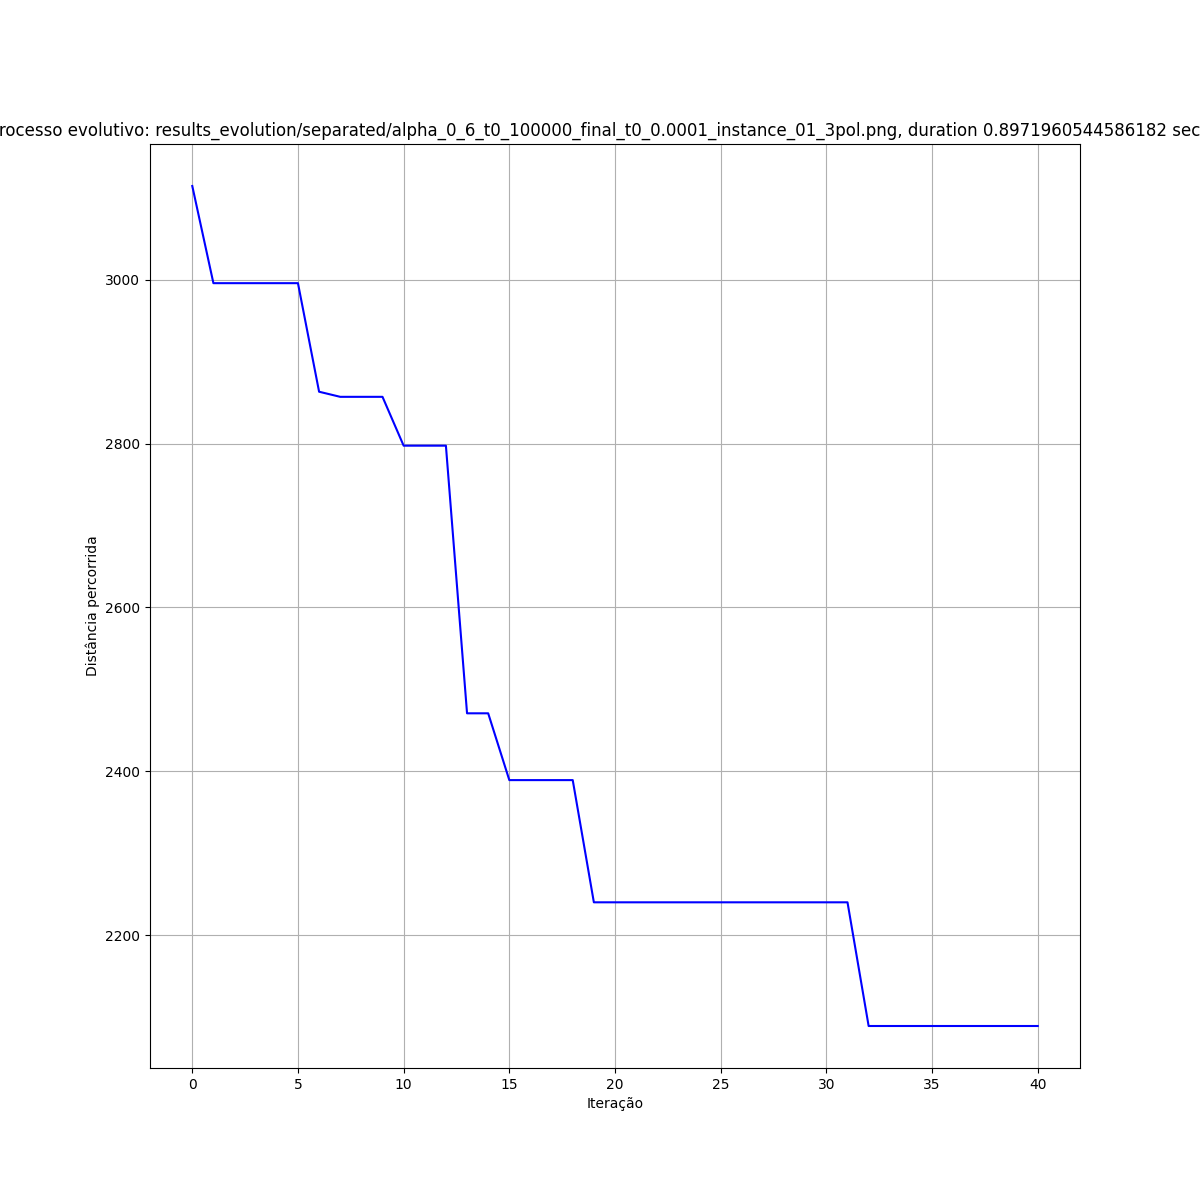 rocesso evolutivo: results_evolution/separated/alpha_0_6_t0_100000_final_t0_0.0001_instance_01_3pol.png, duration 0.8971960544586182 sec
3000
2800
2600
2400
2200
Distância percorrida
0 5 10 15 20 25 30 35 40
Iteração